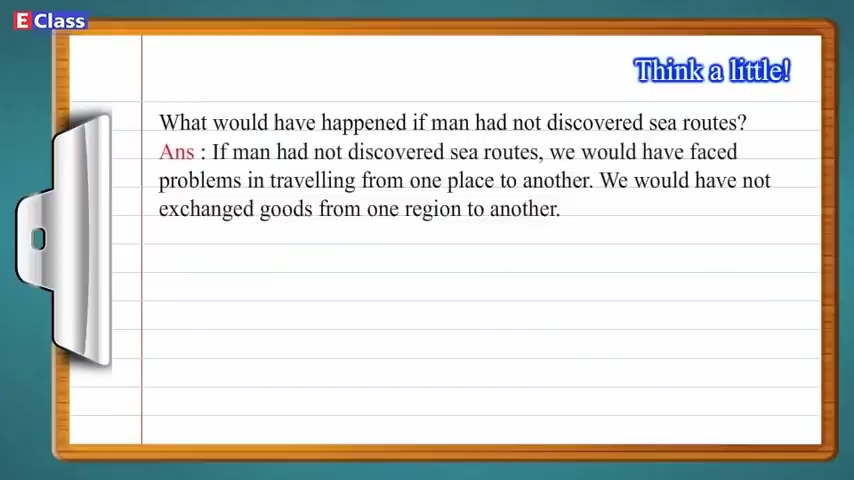 E Class
Think a little!
What would have happened if man had not discovered sea routes?
Ans : If man had not discovered sea routes, we would have faced
problems in travelling from one place to another. We would have not
exchanged goods from one region to another.